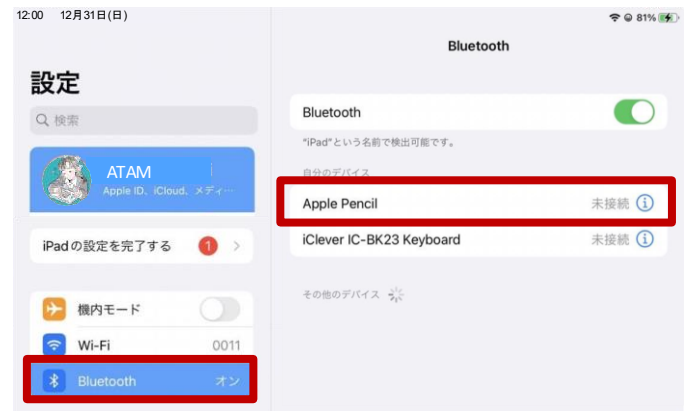 12:00 12月31日(日)
81%
設定
検索
ATAM
Apple ID、iCloud、メディ…
iPadの設定を完了する 1
機内モード
Wi-Fi 0011
Bluetooth オン
Bluetooth
Bluetooth
"iPad"という名前で検出可能です。
自分のデバイス
Apple Pencil 未接続
iClever IC-BK23 Keyboard 未接続
その他のデバイス